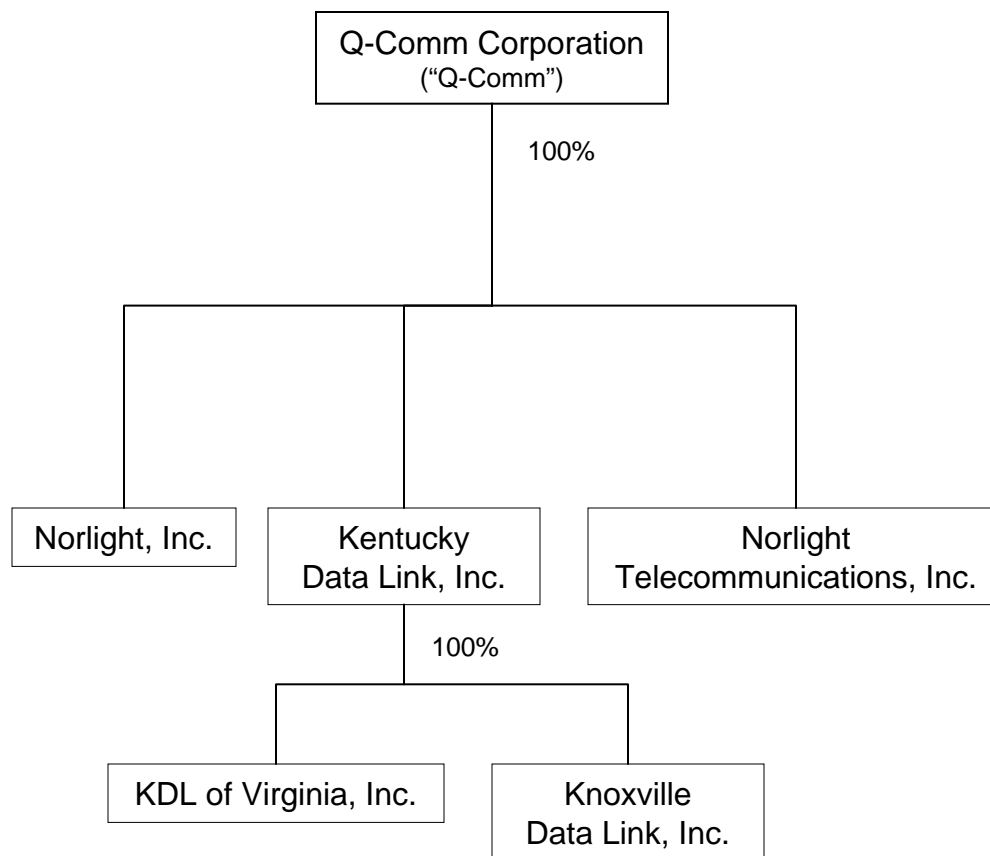 Q-Comm Corporation
(“Q-Comm”)
100%
Norlight, Inc.
Kentucky
Data Link, Inc.
Norlight
Telecommunications, Inc.
100%
KDL of Virginia, Inc.
Knoxville
Data Link, Inc.